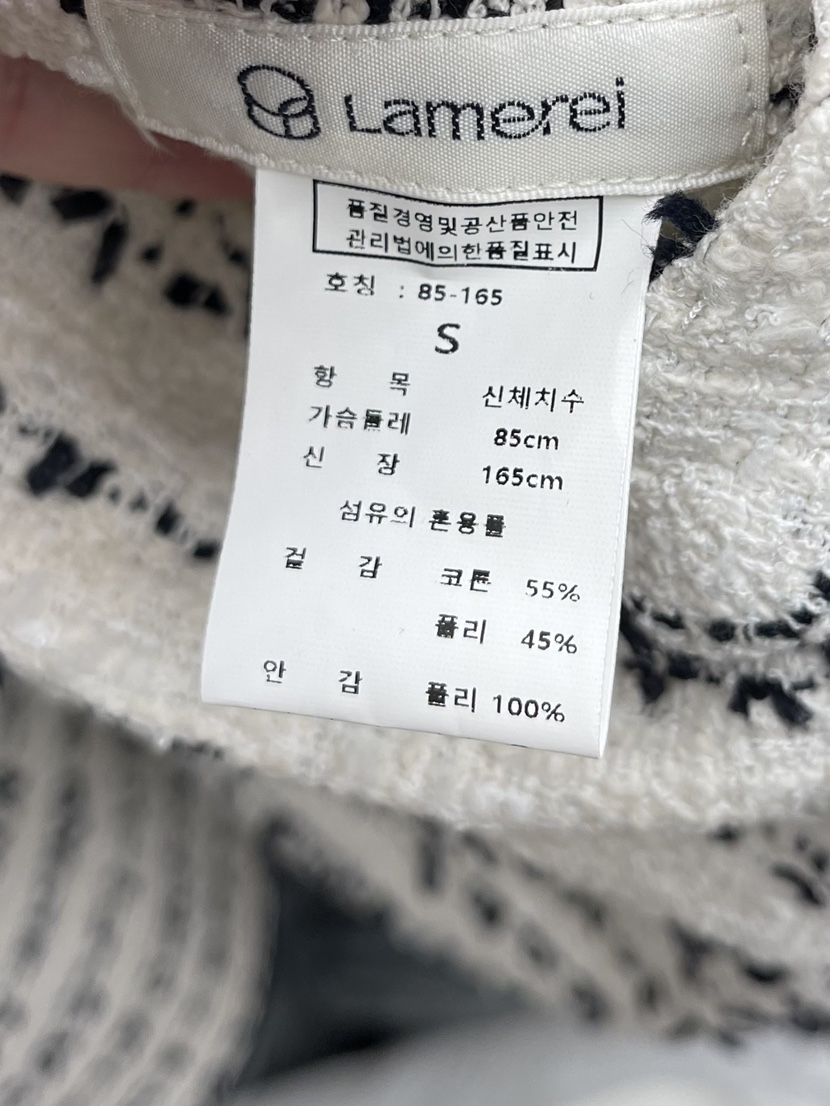 Lamerei
품질경영및공산품안전
관리법에의한품질표시
호칭 : 85-165
S
항 목 신체치수
가슴둘레 85cm
신 장 165cm
섬유의 혼용률
겉 감 코튼 55%
폴리 45%
안 감 폴리 100%